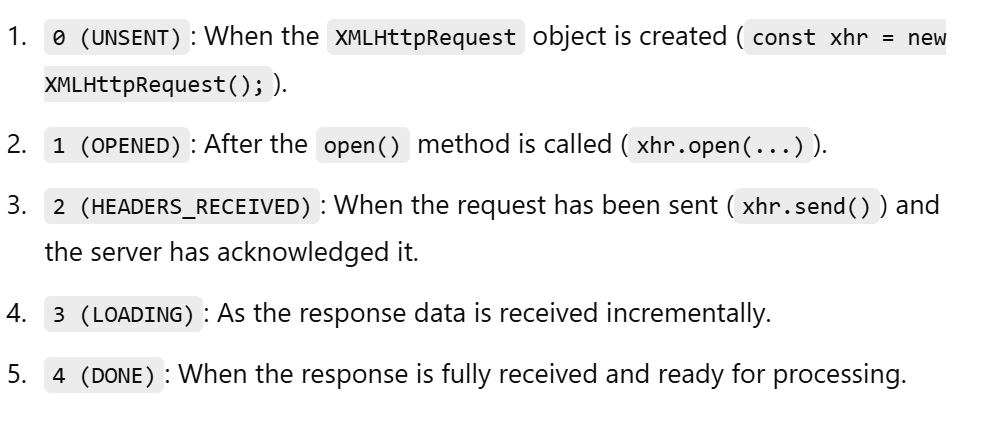 1. 0 (UNSENT): When the XMLHttpRequest object is created (const xhr = new
XMLHttpRequest();).
2. 1 (OPENED): After the open() method is called (xhr.open(...)).
3. 2 (HEADERS_RECEIVED): When the request has been sent (xhr.send()) and
the server has acknowledged it.
4. 3 (LOADING): As the response data is received incrementally.
5. 4 (DONE): When the response is fully received and ready for processing.